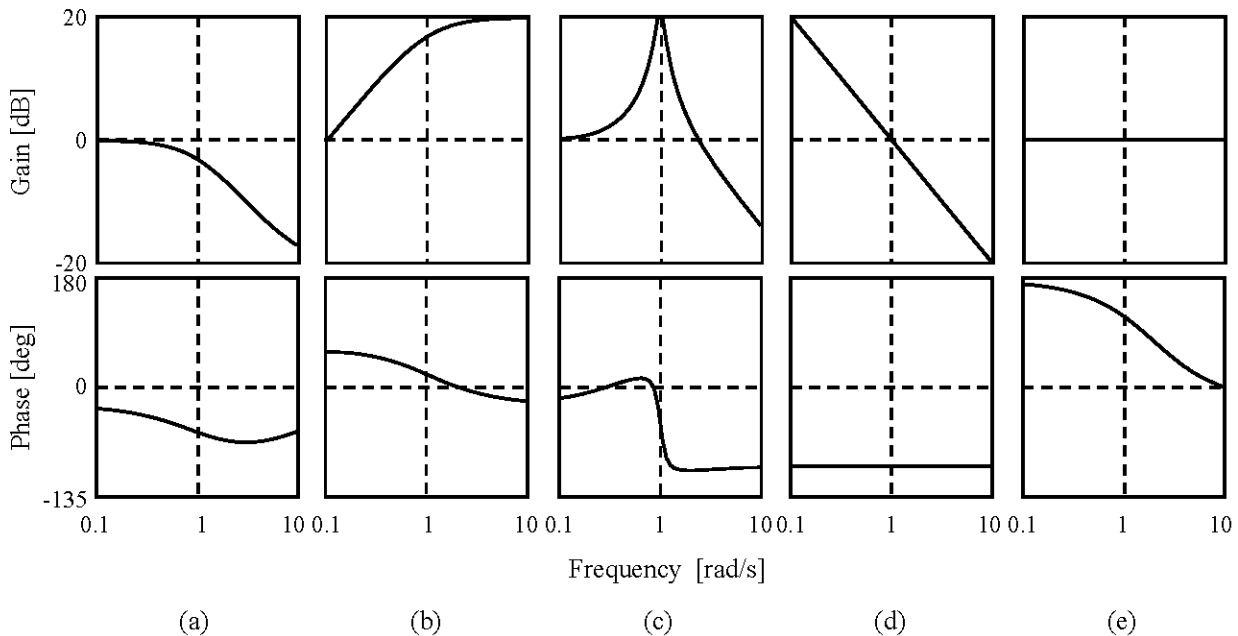 20
0
-20
Gain [dB]
180
0
-135
Phase [deg]
0.1 1 10 0.1 1 10 0.1 1 10 0.1 1 10 0.1 1 10
Frequency [rad/s]
(a) (b) (c) (d) (e)